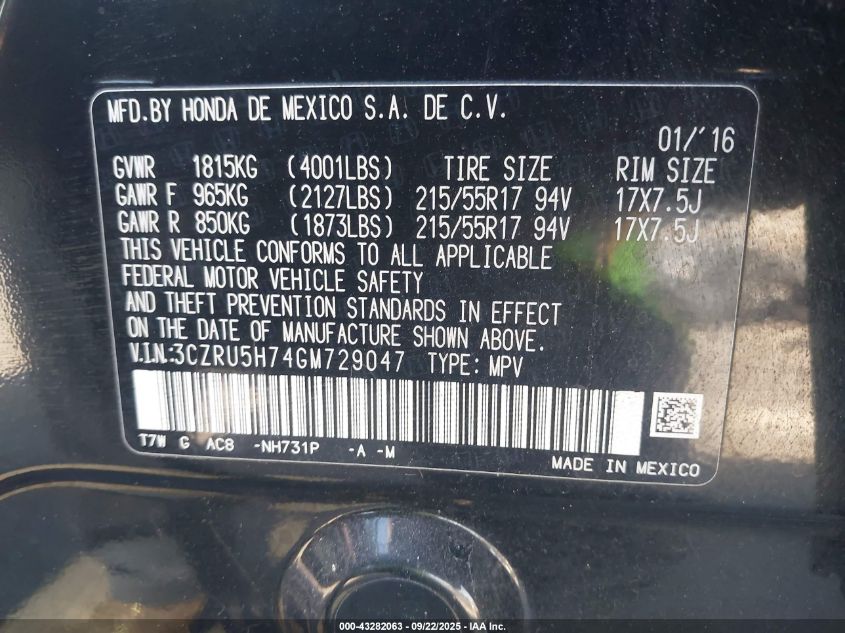 MFD.BY HONDA DE MEXICO S.A. DE C.V.
01/'16
GVWR 1815KG (4001LBS) TIRE SIZE RIM SIZE
GAWR F 965KG (2127LBS) 215/55R17 94V 17X7.5J
GAWR R 850KG (1873LBS) 215/55R17 94V 17X7.5J
THIS VEHICLE CONFORMS TO ALL APPLICABLE
FEDERAL MOTOR VEHICLE SAFETY
AND THEFT PREVENTION STANDARDS IN EFFECT
ON THE DATE OF MANUFACTURE SHOWN ABOVE.
V.I.N.:3CZRU5H74GM729047 TYPE: MPV
T7W G AC8 -NH731P -A -M
MADE IN MEXICO
000-43282063 - 09/22/2025 - IAA Inc.